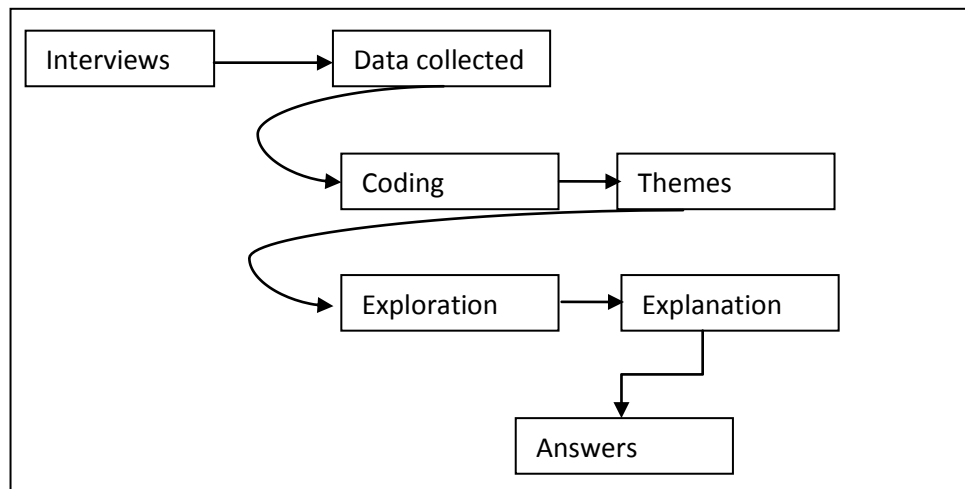 Interviews
Data collected
Coding
Themes
Exploration
Explanation
Answers